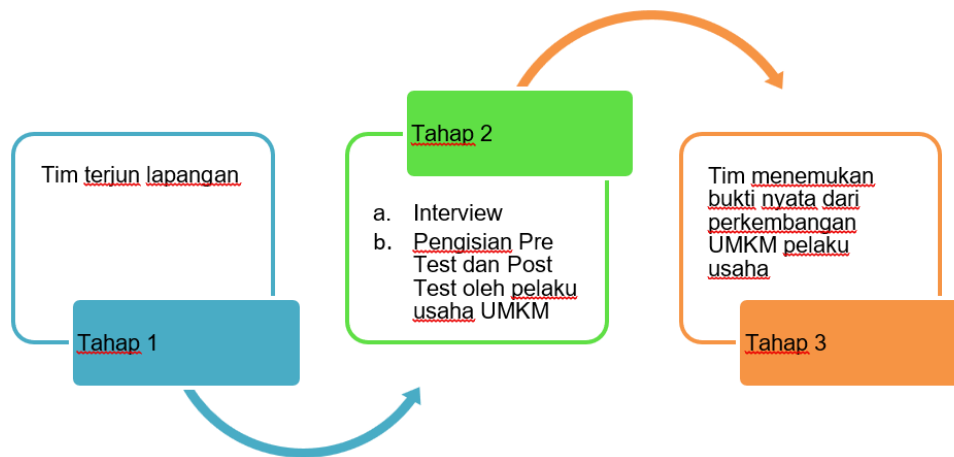 Tim terjun lapangan
Tahap 1
Tahap 2
a. Interview
b. Pengisian Pre
Test dan Post
Test oleh pelaku
usaha UMKM
Tim menemukan
bukti nyata dari
perkembangan
UMKM pelaku
usaha
Tahap 3